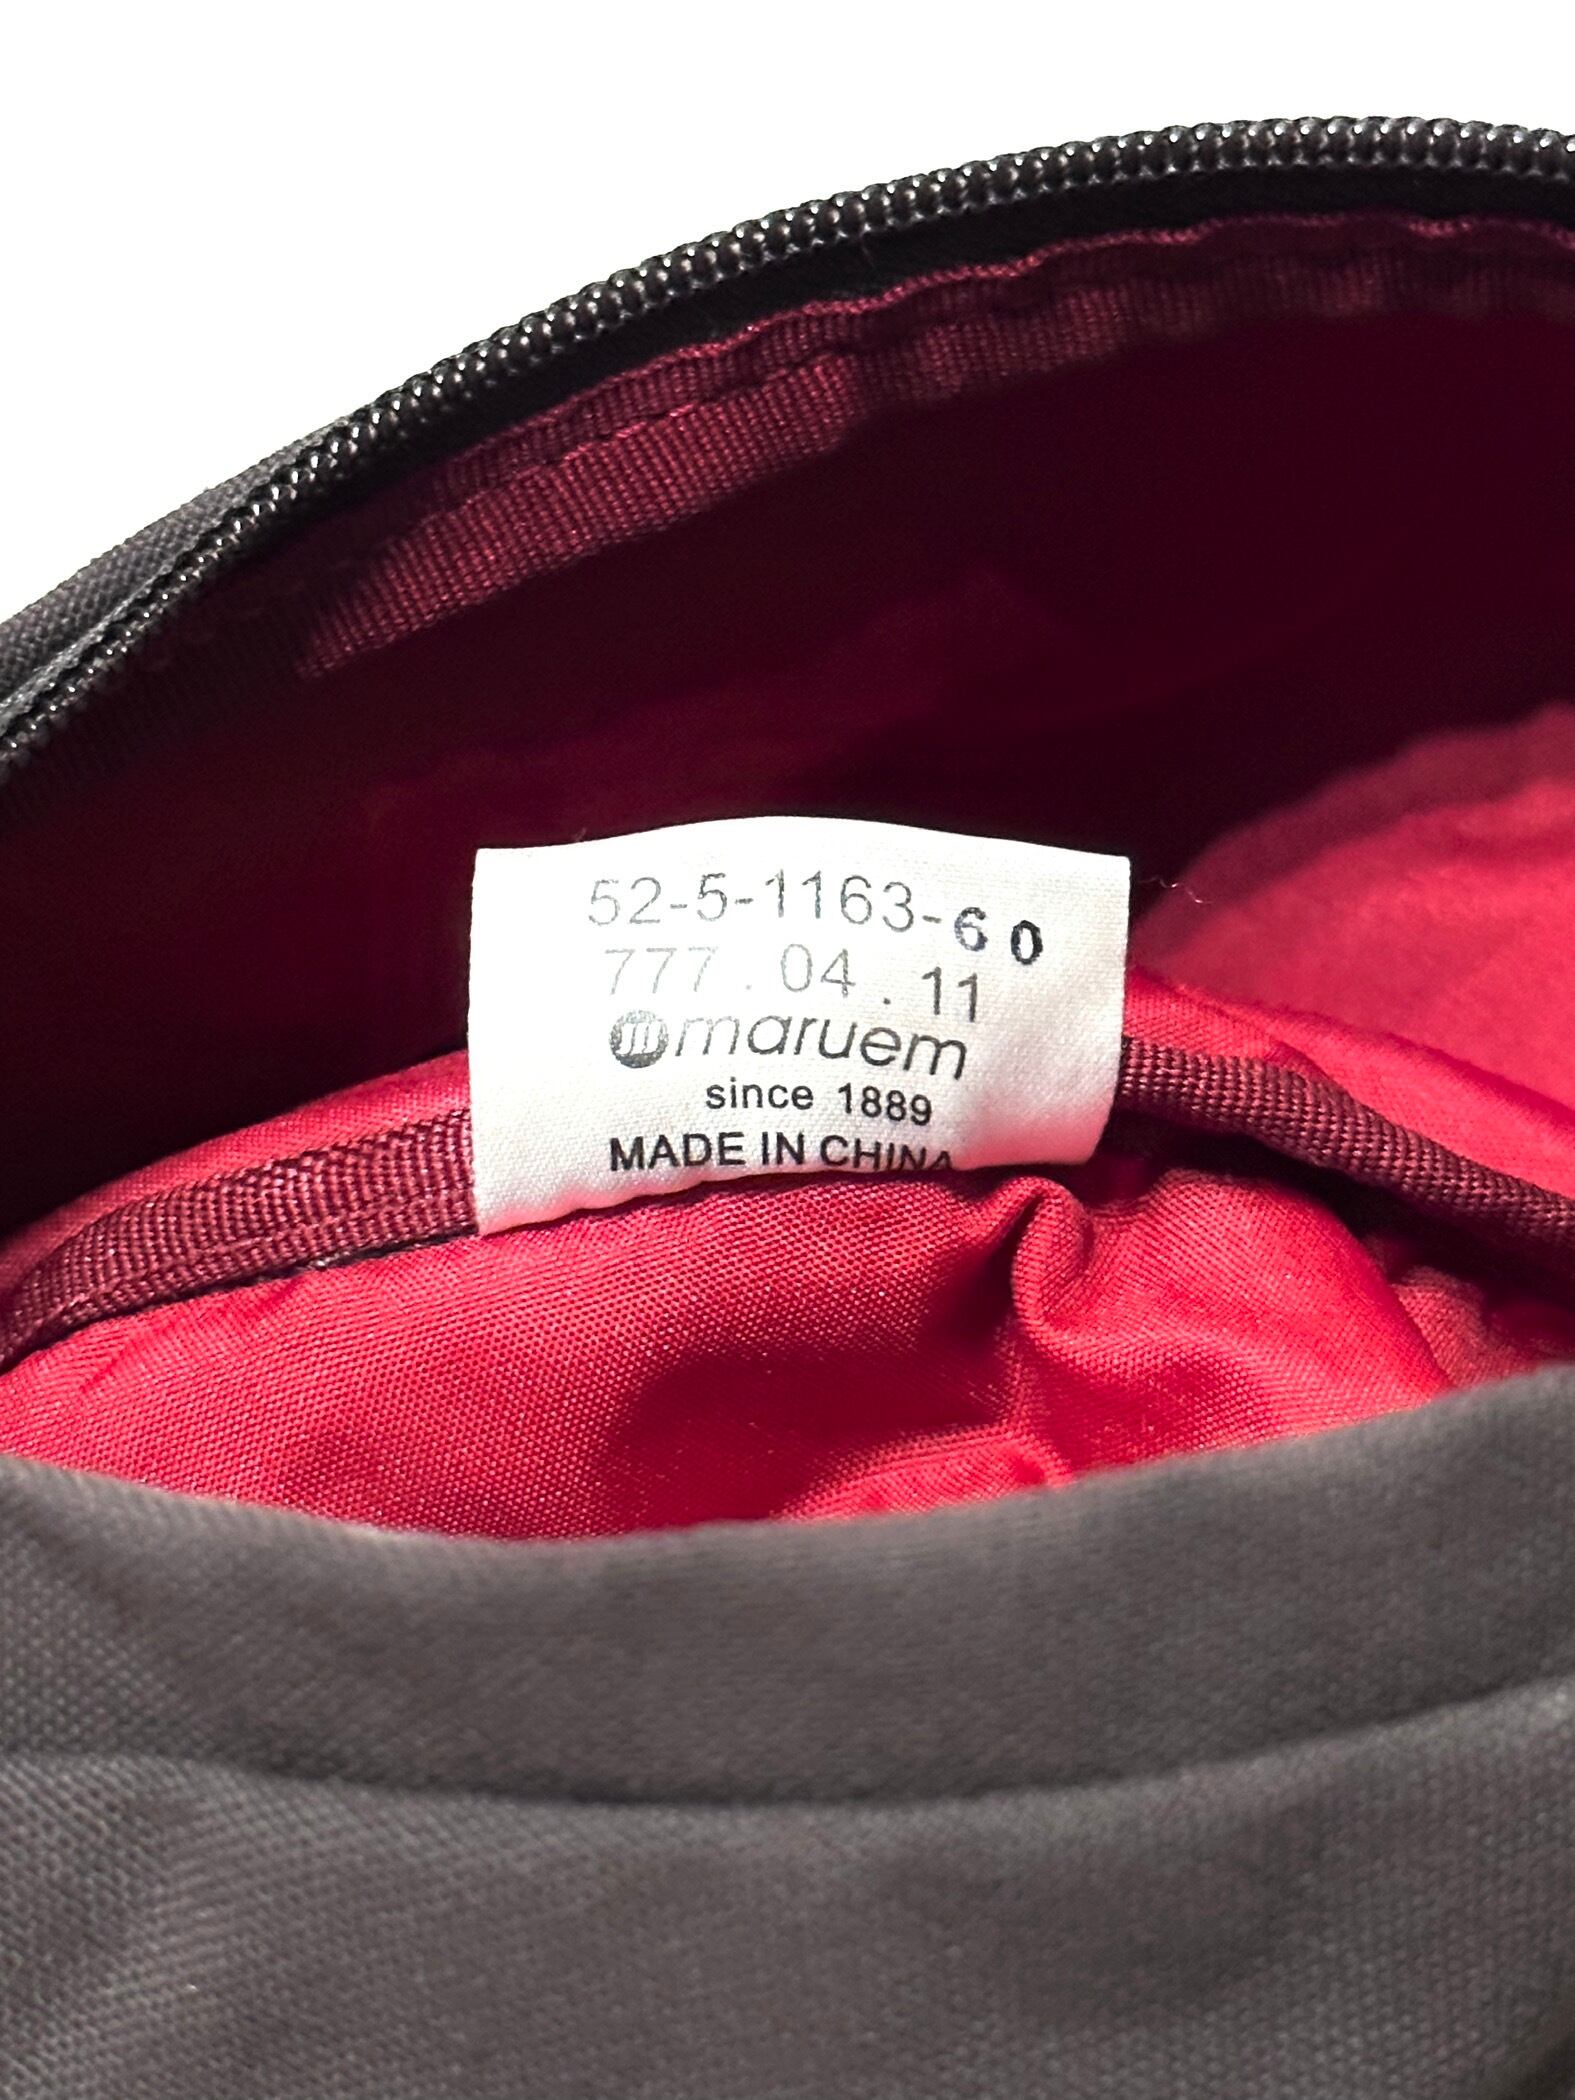 52-5-1163-60
777.04.11
maruem
since 1889
MADE IN CHINA